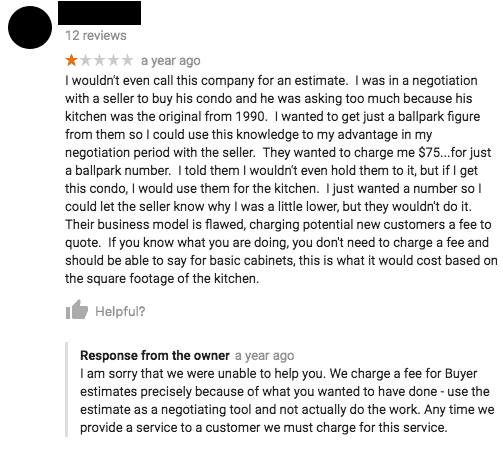 12 reviews
a year ago
I wouldn't even call this company for an estimate.  I was in a negotiation
with a seller to buy his condo and he was asking too much because his
kitchen was the original from 1990.  I wanted to get just a ballpark figure
from them so I could use this knowledge to my advantage in my
negotiation period with the seller.  They wanted to charge me $75...for just
a ballpark number.  I told them I wouldn't even hold them to it, but if I get
this condo, I would use them for the kitchen.  I just wanted a number so I
could let the seller know why I was a little lower, but they wouldn't do it.
Their business model is flawed, charging potential new customers a fee to
quote.  If you know what you are doing, you don't need to charge a fee and
should be able to say for basic cabinets, this is what it would cost based on
the square footage of the kitchen.
Helpful?
Response from the owner a year ago
I am sorry that we were unable to help you. We charge a fee for Buyer
estimates precisely because of what you wanted to have done - use the
estimate as a negotiating tool and not actually do the work. Any time we
provide a service to a customer we must charge for this service.